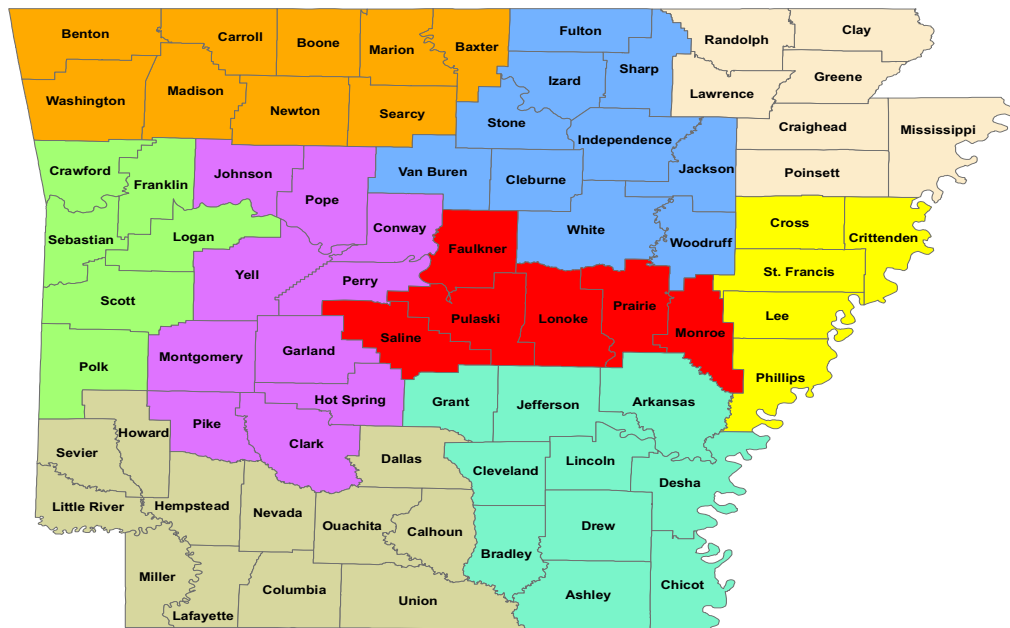 Benton
Carroll
Boone
Marion
Baxter
Fulton
Randolph
Clay
Sharp
Izard
Greene
Lawrence
Washington
Madison
Newton
Searcy
Stone
Independence
Craighead
Mississippi
Crawford
Franklin
Johnson
Pope
Van Buren
Cleburne
Jackson
Poinsett
Sebastian
Logan
Conway
Faulkner
White
Woodruff
Cross
Crittenden
Scott
Yell
Perry
St. Francis
Pulaski
Lonoke
Prairie
Monroe
Lee
Saline
Polk
Montgomery
Garland
Phillips
Hot Spring
Grant
Jefferson
Arkansas
Howard
Pike
Clark
Sevier
Dallas
Cleveland
Lincoln
Desha
Little River
Hempstead
Nevada
Ouachita
Calhoun
Drew
Bradley
Miller
Columbia
Chicot
Lafayette
Union
Ashley